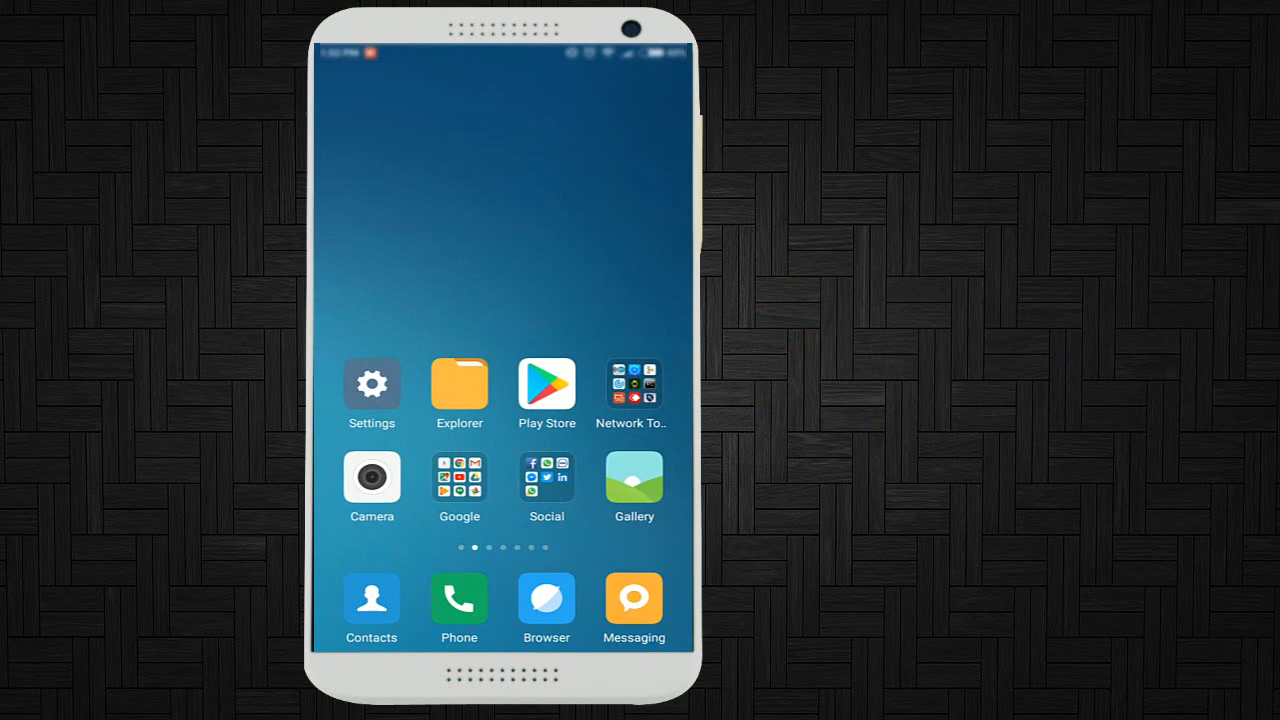 Settings Explorer Play Store Network To..
Camera Google Social Gallery
Contacts Phone Browser Messaging